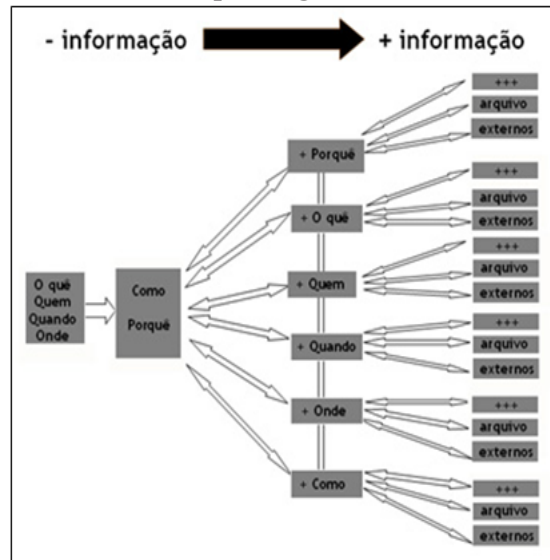 - informação
+ informação
O quê
Quem
Quando
Onde
Como
Porquê
+ Porquê
+ O quê
+ Quem
+ Quando
+ Onde
+ Como
+++
arquivo
externos
+++
arquivo
externos
+++
arquivo
externos
+++
arquivo
externos
+++
arquivo
externos
+++
arquivo
externos